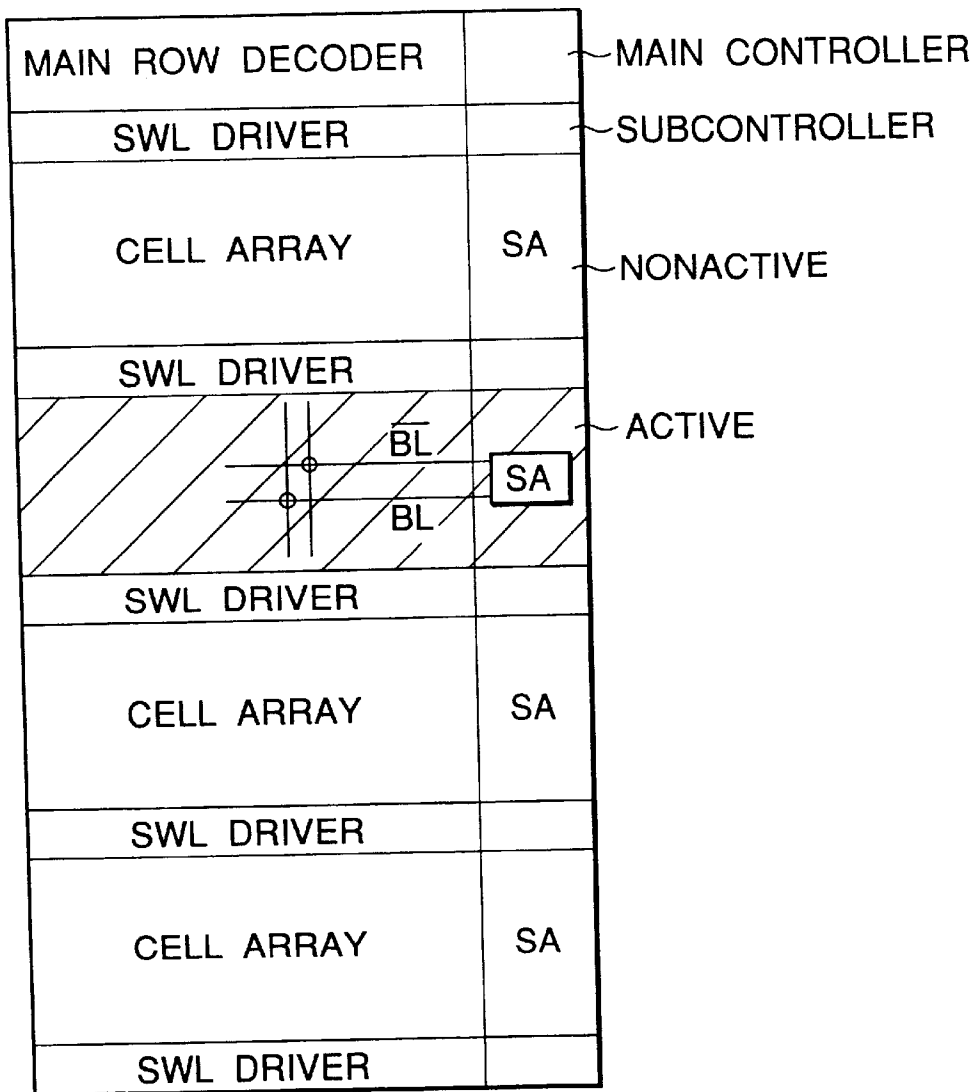 MAIN ROW DECODER
MAIN CONTROLLER
SWL DRIVER
SUBCONTROLLER
CELL ARRAY
SA
NONACTIVE
SWL DRIVER
ACTIVE
B̅L̅
SA
BL
SWL DRIVER
CELL ARRAY
SA
SWL DRIVER
CELL ARRAY
SA
SWL DRIVER